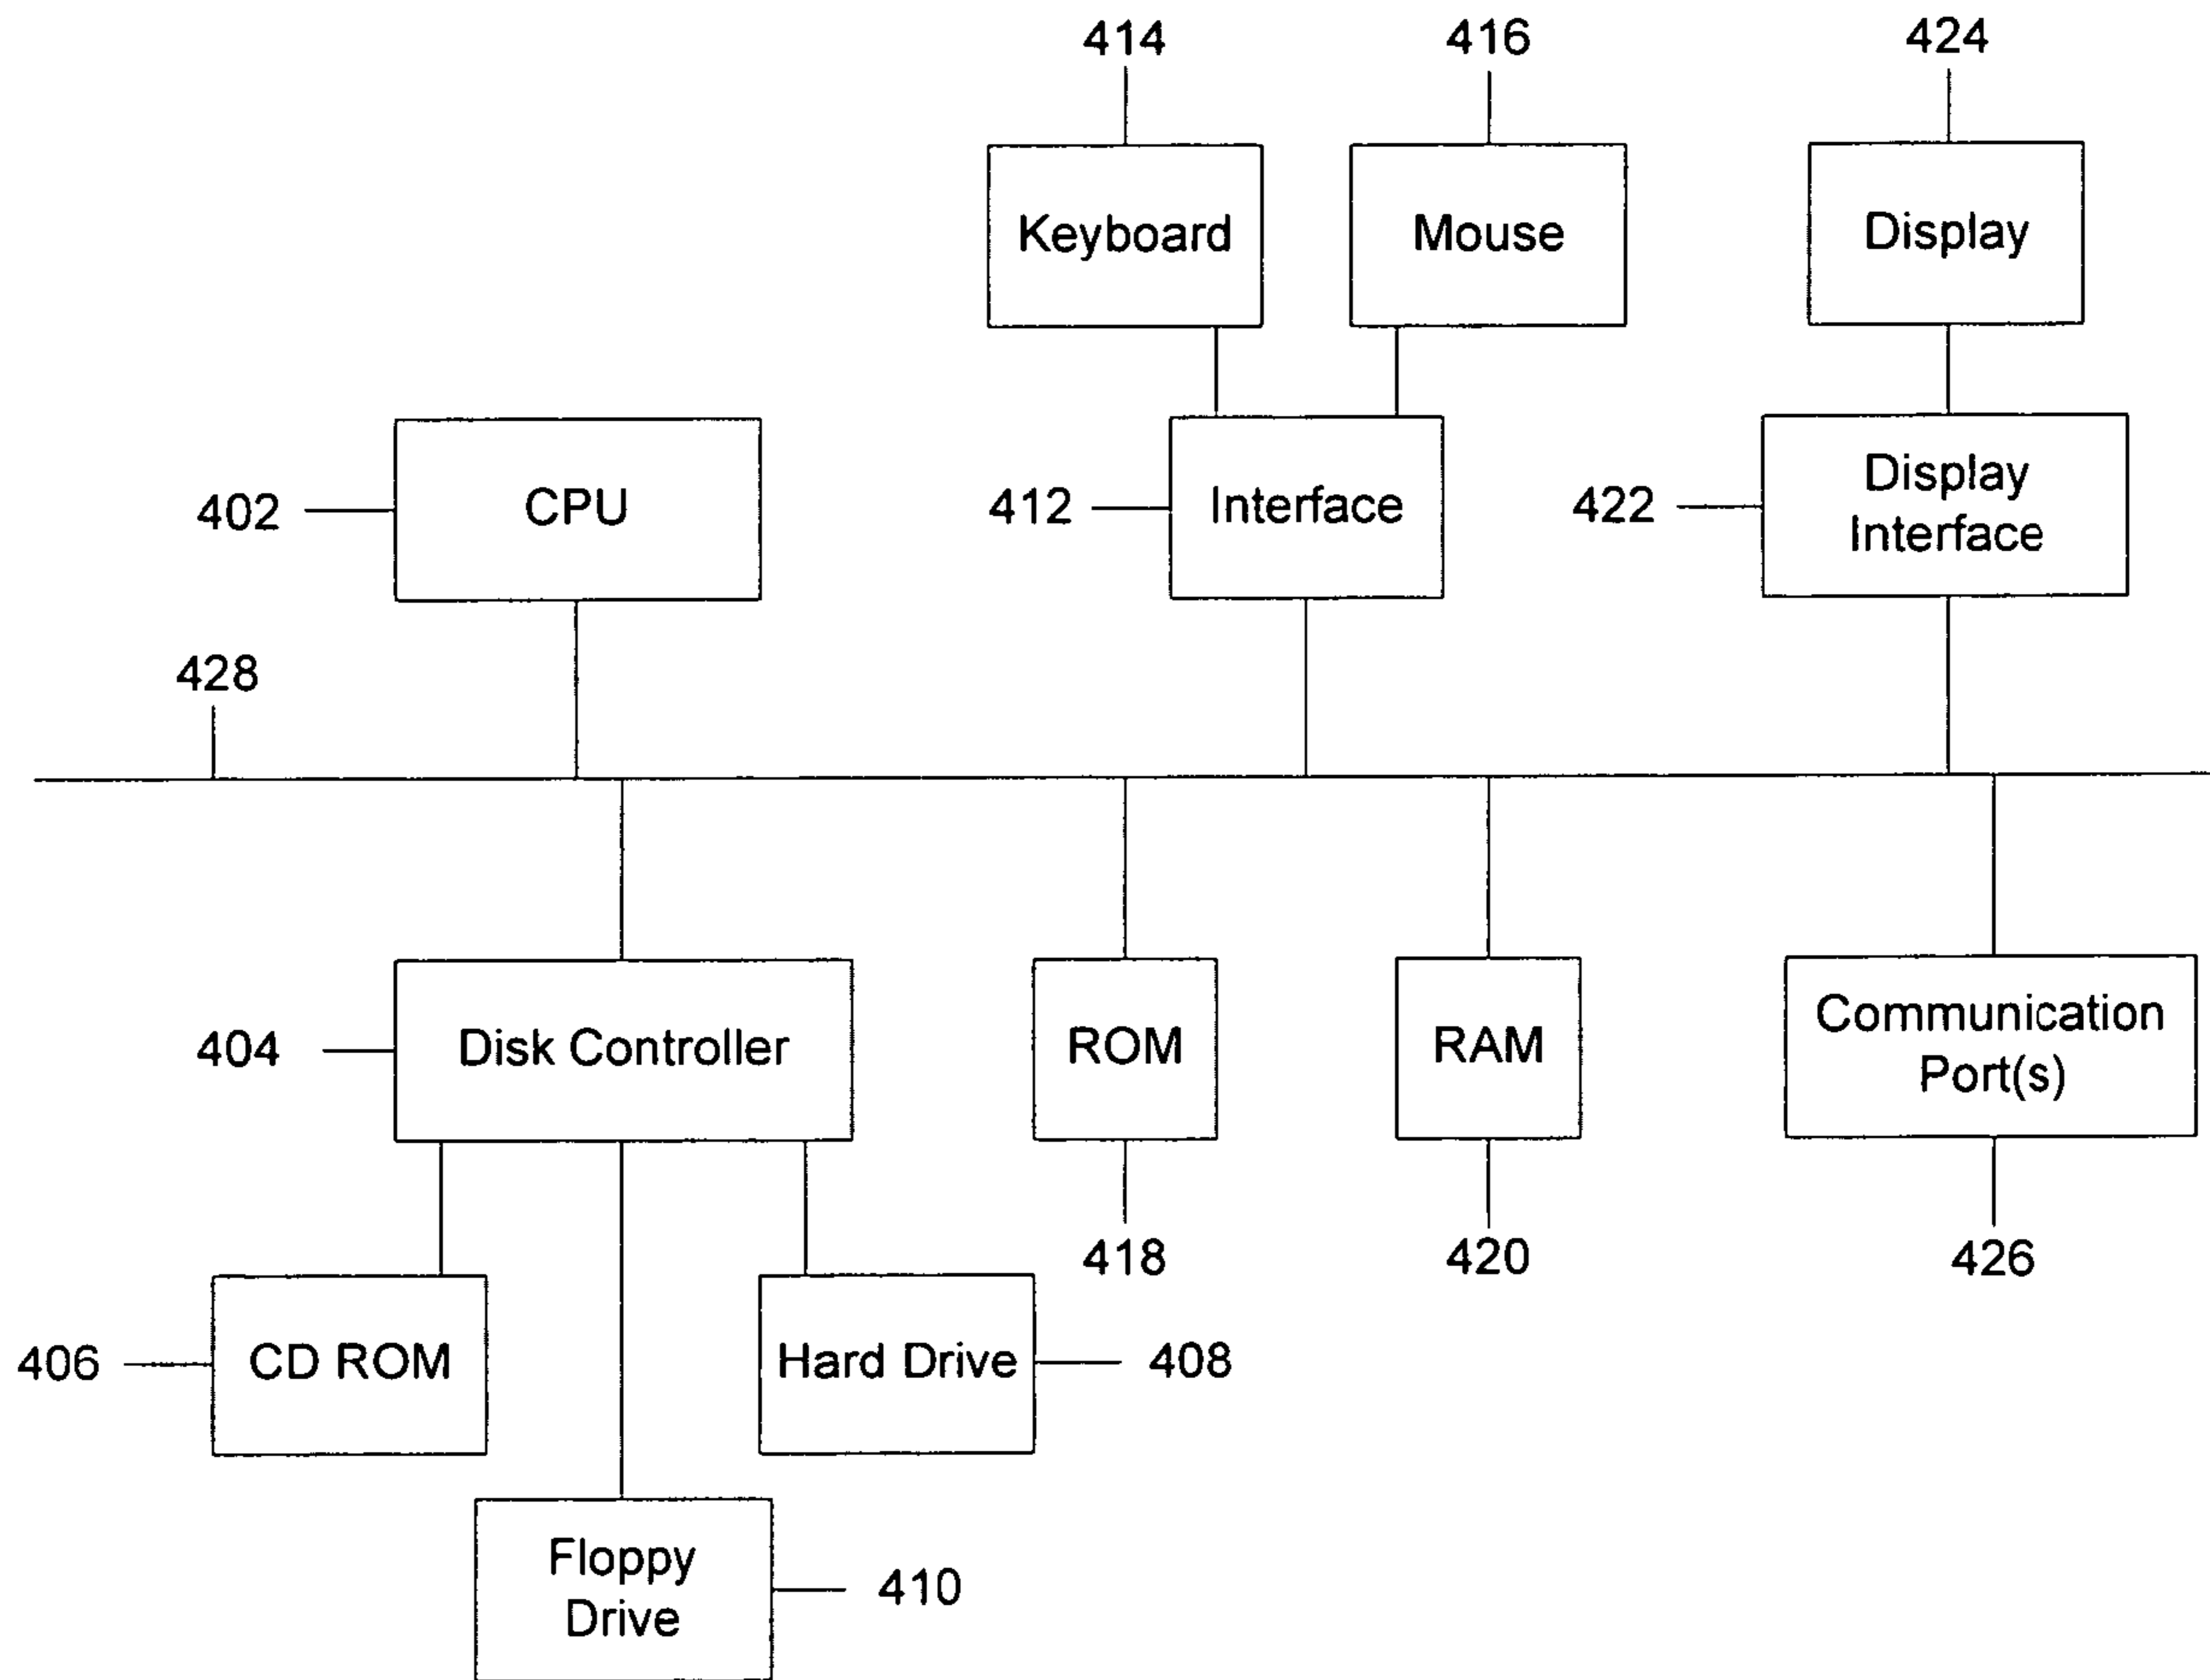 414
416
424
Keyboard
Mouse
Display
402
CPU
412
Interface
422
Display
Interface
428
404
Disk Controller
ROM
RAM
Communication
Port(s)
418
420
426
406
CD ROM
Hard Drive
408
Floppy
Drive
410